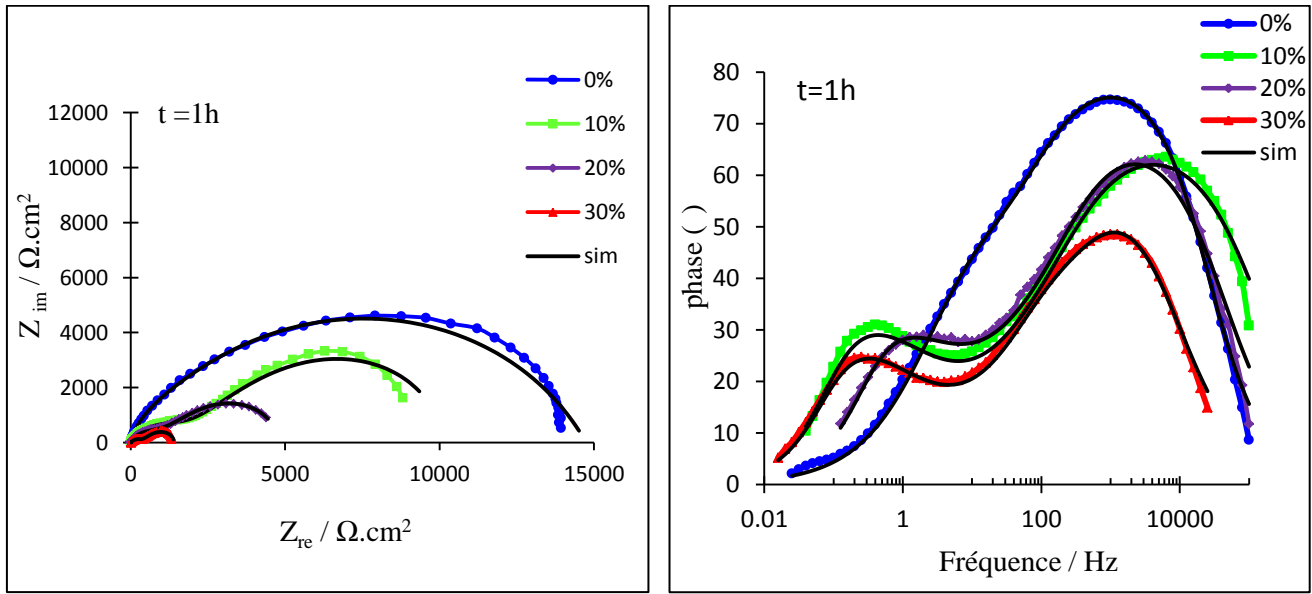 t =1h
0%
10%
20%
30%
sim
12000
10000
8000
6000
4000
2000
0
Z im / Ω.cm²
0 5000 10000 15000
Zre / Ω.cm²
t=1h
0%
10%
20%
30%
sim
80
70
60
50
40
30
20
10
0
phase ( )
0.01 1 100 10000
Fréquence / Hz